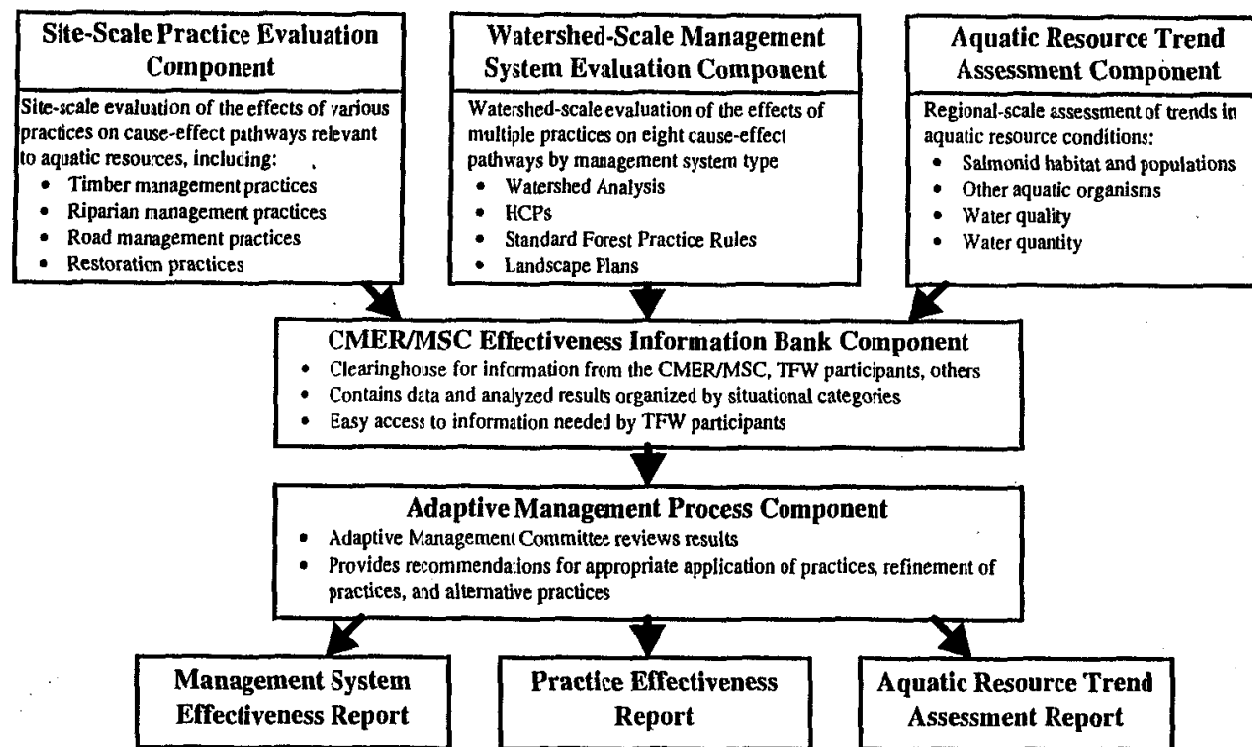 Site-Scale Practice Evaluation
Component
Site-scale evaluation of the effects of various
practices on cause-effect pathways relevant
to aquatic resources, including:
• Timber management practices
• Riparian management practices
• Road management practices
• Restoration practices
Watershed-Scale Management
System Evaluation Component
Watershed-scale evaluation of the effects of
multiple practices on eight cause-effect
pathways by management system type
• Watershed Analysis
• HCPs
• Standard Forest Practice Rules
• Landscape Plans
Aquatic Resource Trend
Assessment Component
Regional-scale assessment of trends in
aquatic resource conditions:
• Salmonid habitat and populations
• Other aquatic organisms
• Water quality
• Water quantity
CMER/MSC Effectiveness Information Bank Component
• Clearinghouse for information from the CMER/MSC, TFW participants, others
• Contains data and analyzed results organized by situational categories
• Easy access to information needed by TFW participants
Adaptive Management Process Component
• Adaptive Management Committee reviews results
• Provides recommendations for appropriate application of practices, refinement of
practices, and alternative practices
Management System
Effectiveness Report
Practice Effectiveness
Report
Aquatic Resource Trend
Assessment Report